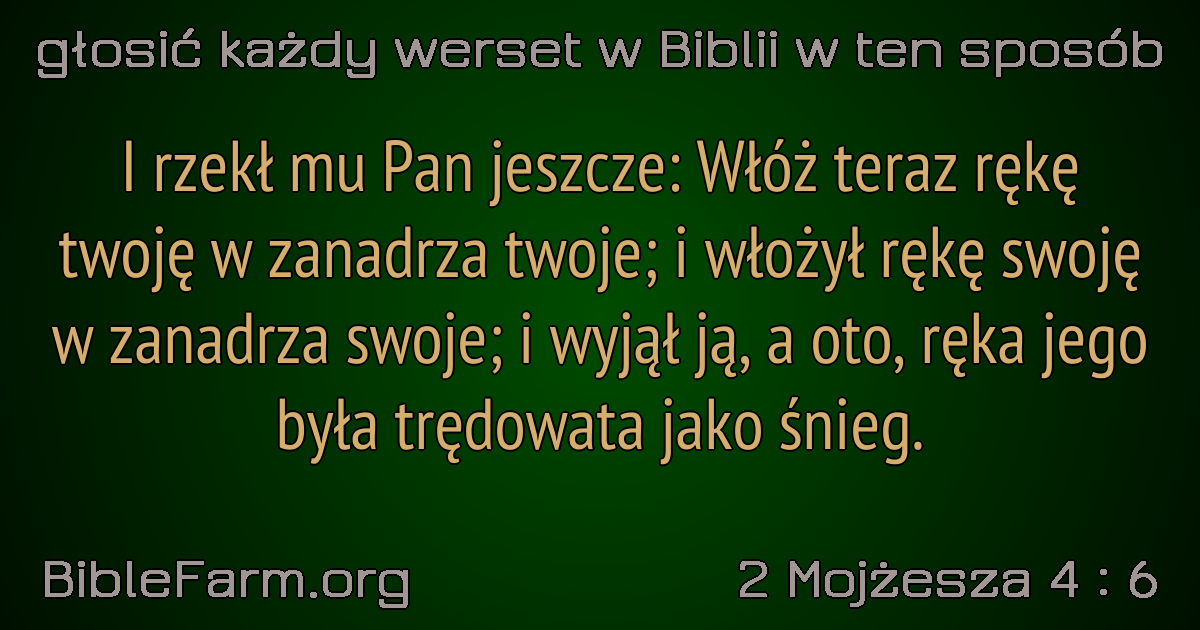 głosić każdy werset w Biblii w ten sposób
I rzekł mu Pan jeszcze: Włóż teraz rękę
twoję w zanadrza twoje; i włożył rękę swoję
w zanadrza swoje; i wyjął ją, a oto, ręka jego
była trędowata jako śnieg.
BibleFarm.org
2 Mojżesza 4 : 6